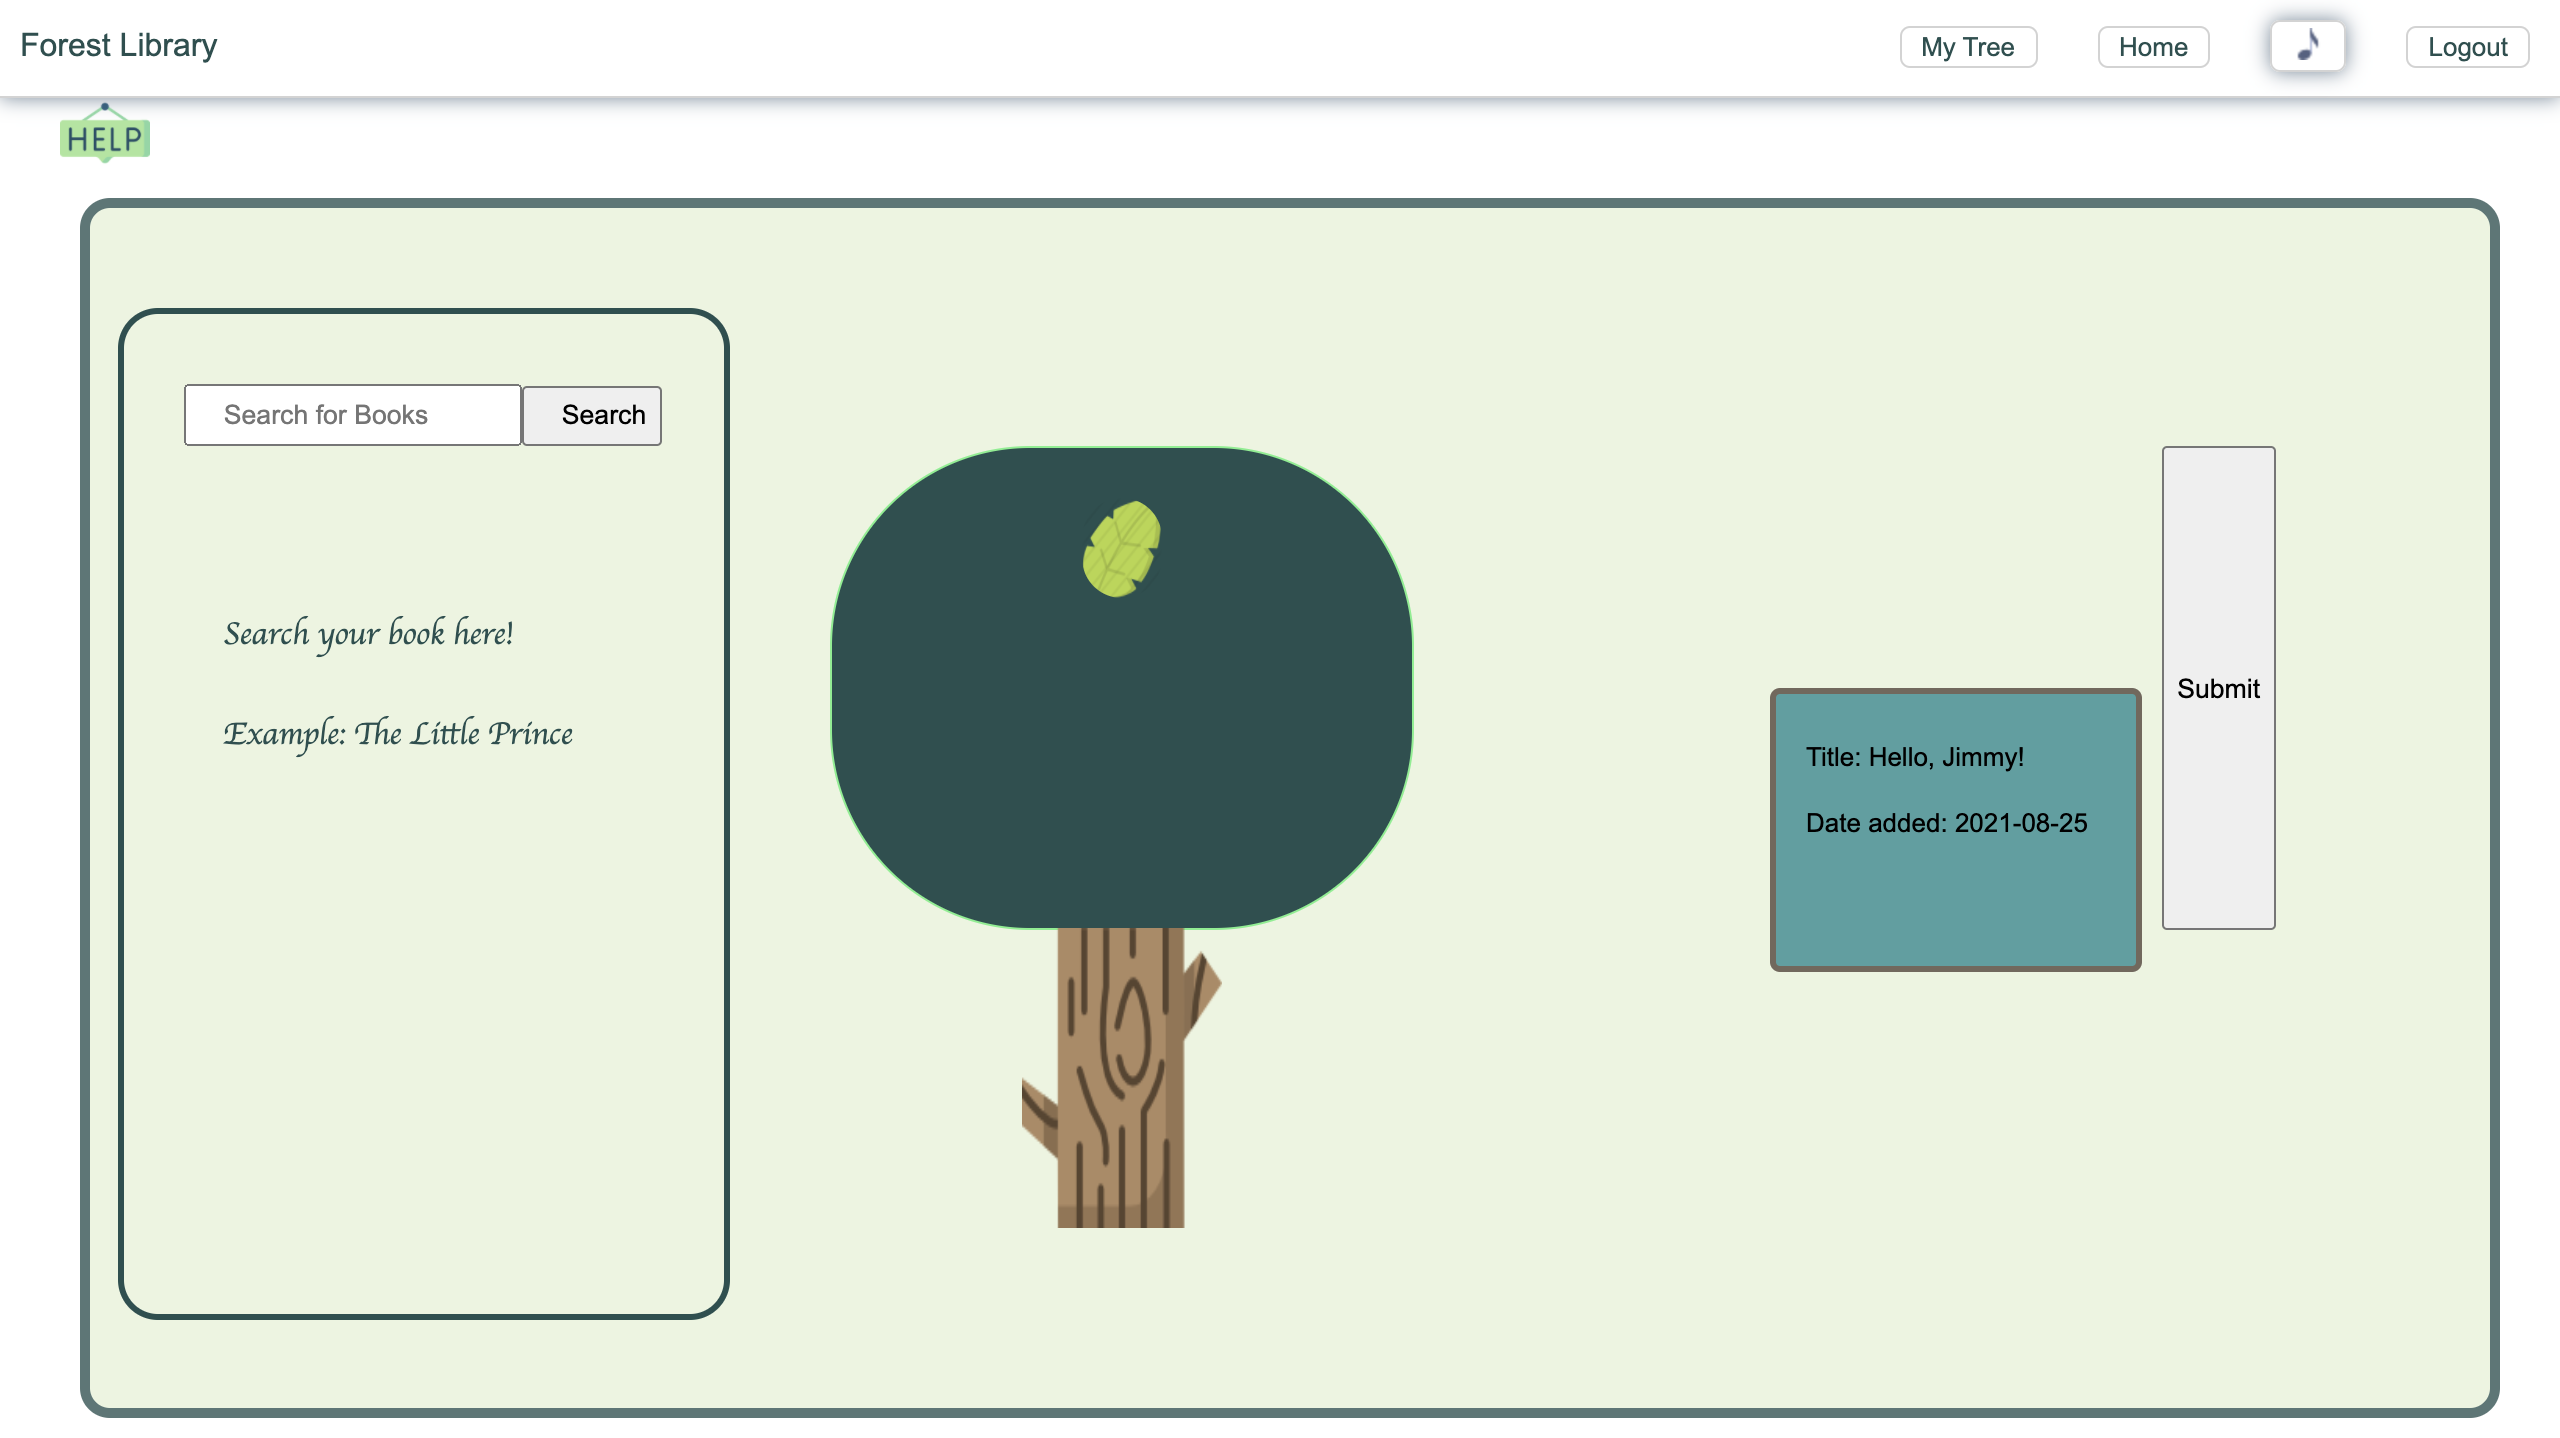 Forest Library
My Tree
Home
Logout
HELP
Search for Books
Search
Search your book here!
Example: The Little Prince
Submit
Title: Hello, Jimmy!
Date added: 2021-08-25